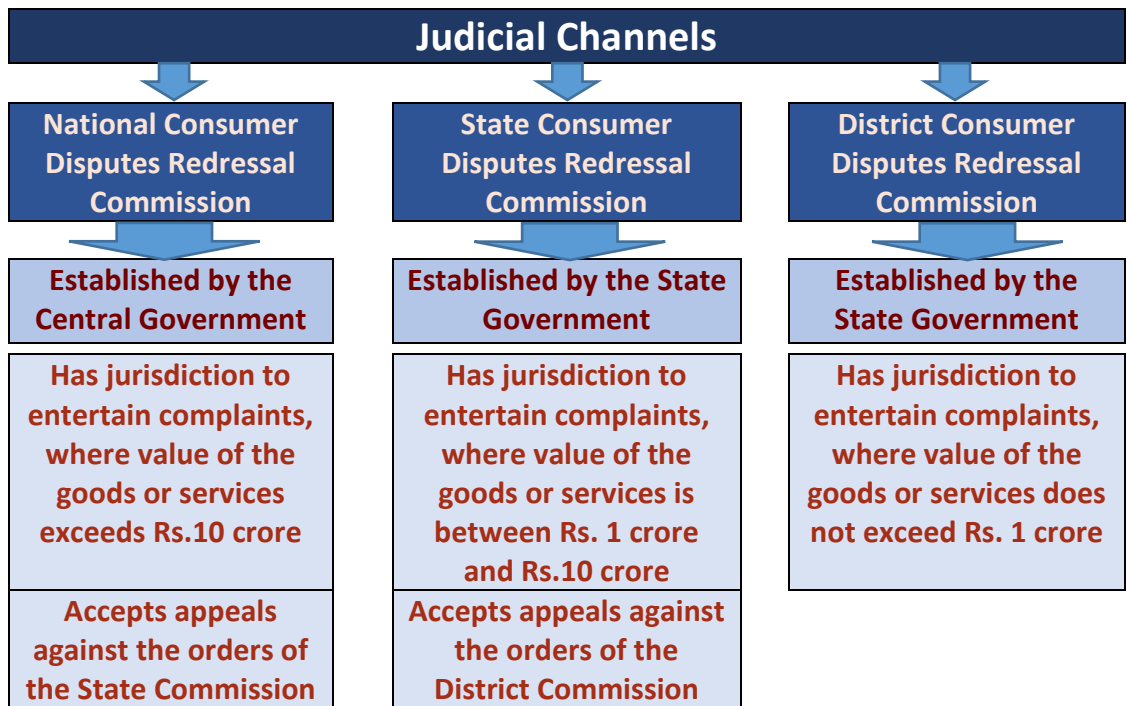 Judicial Channels
National Consumer
Disputes Redressal
Commission
State Consumer
Disputes Redressal
Commission
District Consumer
Disputes Redressal
Commission
Established by the
Central Government
Established by the State
Government
Established by the
State Government
Has jurisdiction to
entertain complaints,
where value of the
goods or services
exceeds Rs.10 crore
Has jurisdiction to
entertain complaints,
where value of the
goods or services is
between Rs. 1 crore
and Rs.10 crore
Has jurisdiction to
entertain complaints,
where value of the
goods or services does
not exceed Rs. 1 crore
Accepts appeals
against the orders of
the State Commission
Accepts appeals against
the orders of the
District Commission